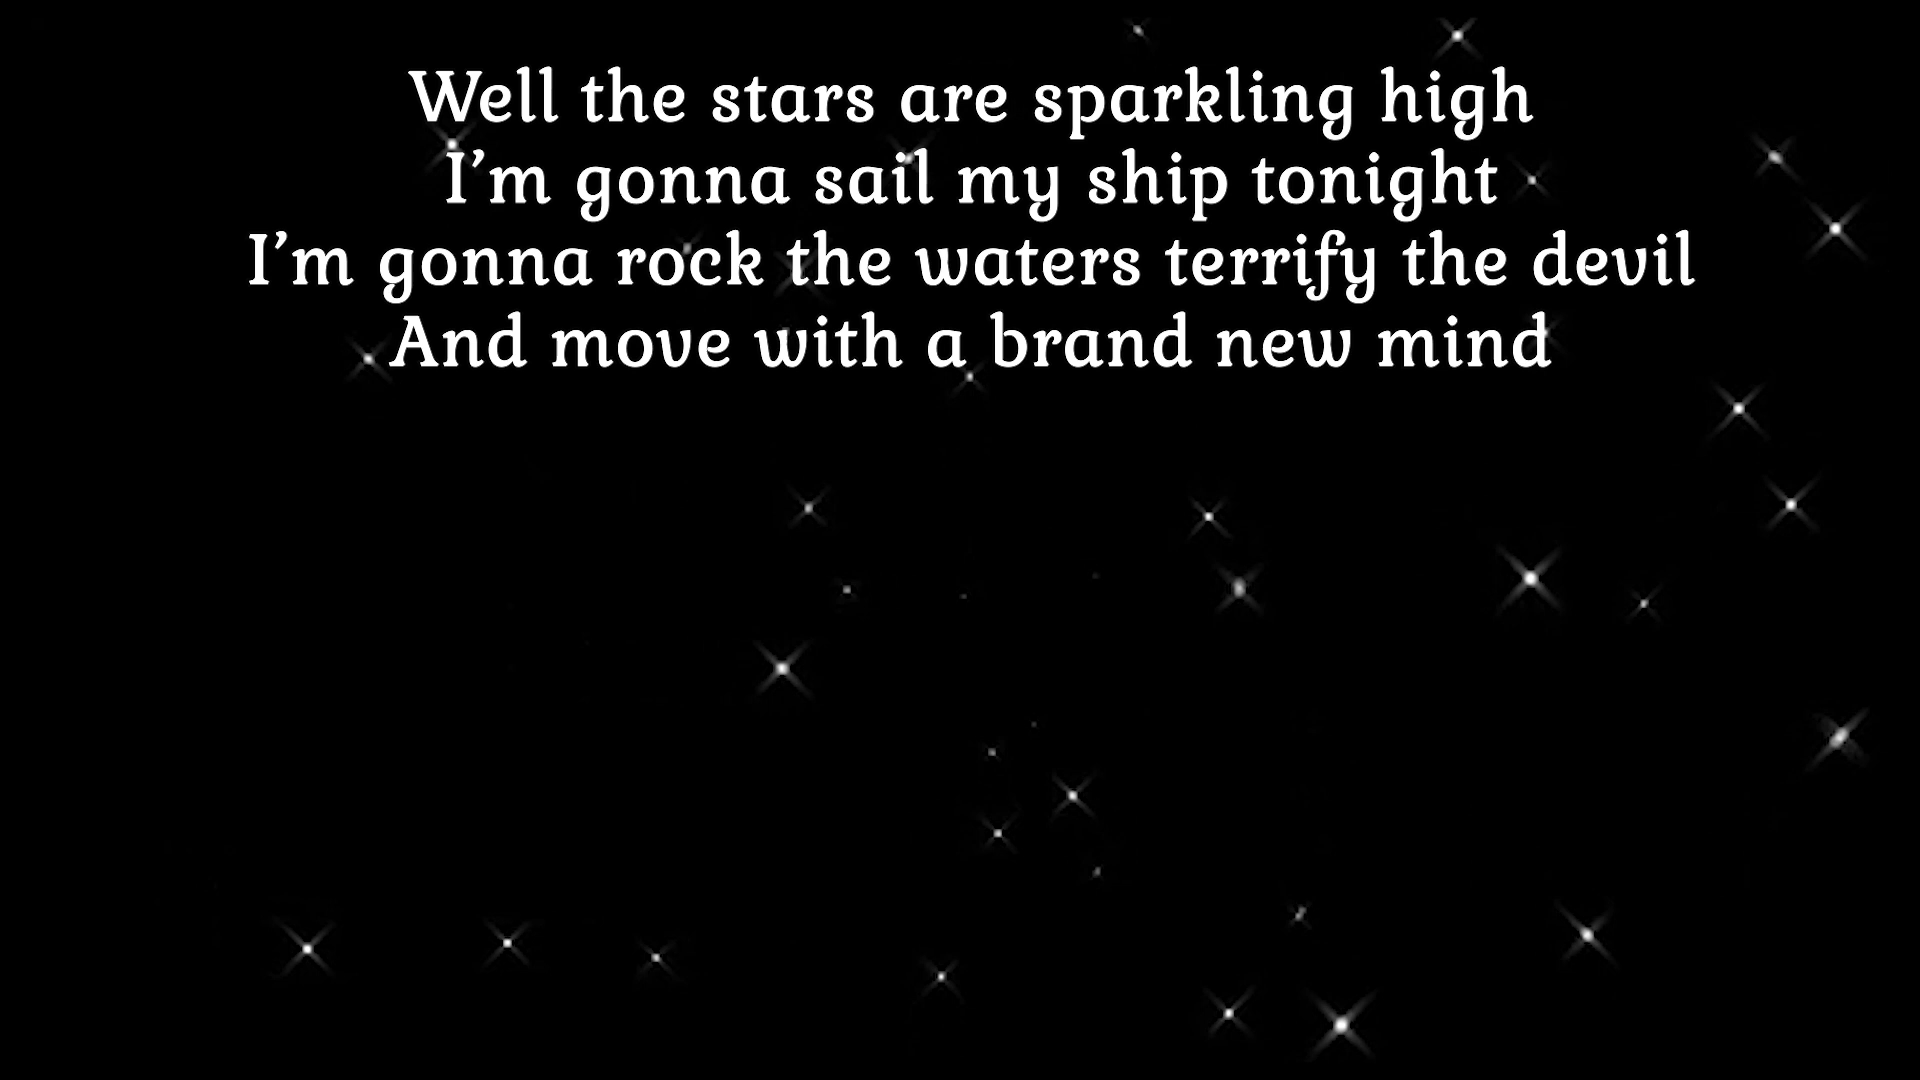 Well the stars are sparkling high
I’m gonna sail my ship tonight
I’m gonna rock the waters terrify the devil
And move with a brand new mind